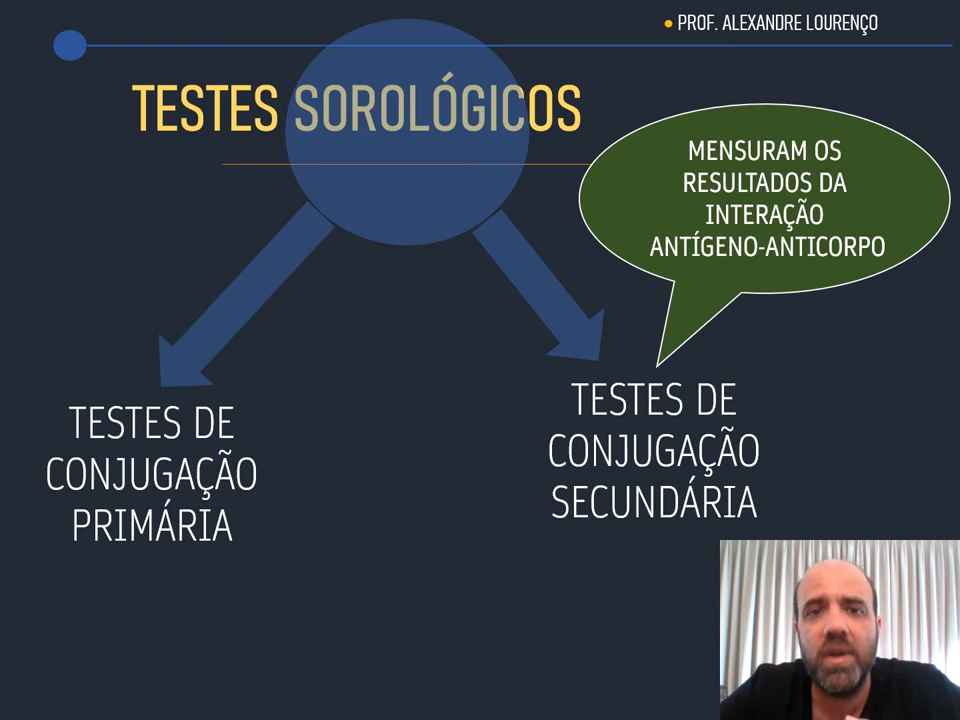 PROF. ALEXANDRE LOURENÇO
TESTES SOROLÓGICOS
MENSURAM OS
RESULTADOS DA
INTERAÇÃO
ANTÍGENO-ANTICORPO
TESTES DE
CONJUGAÇÃO
PRIMÁRIA
TESTES DE
CONJUGAÇÃO
SECUNDÁRIA